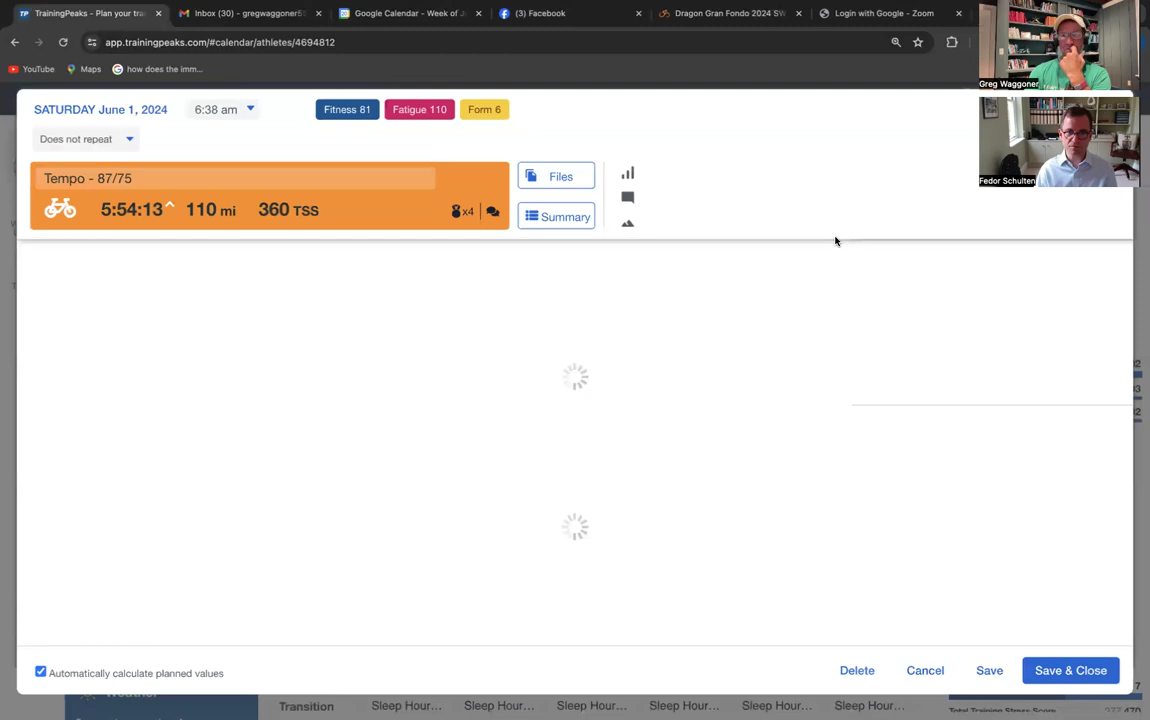 TrainingPeaks - Plan your tra
Inbox (30) - gregwaggoner5
Google Calendar - Week of J
(3) Facebook
Dragon Gran Fondo 2024 SW
Login with Google - Zoom
app.trainingpeaks.com/#calendar/athletes/4694812
YouTube
Maps
how does the imm...
Greg Waggoner
Fedor Schulten
SATURDAY June 1, 2024
6:38 am
Fitness 81
Fatigue 110
Form 6
Does not repeat
Tempo - 87/75
Files
5:54:13
110 mi
360 TSS
x4
Summary
Automatically calculate planned values
Delete
Cancel
Save
Save & Close
Transition
Sleep Hour...
Sleep Hour...
Sleep Hour...
Sleep Hour...
Sleep Hour...
Sleep Hour...